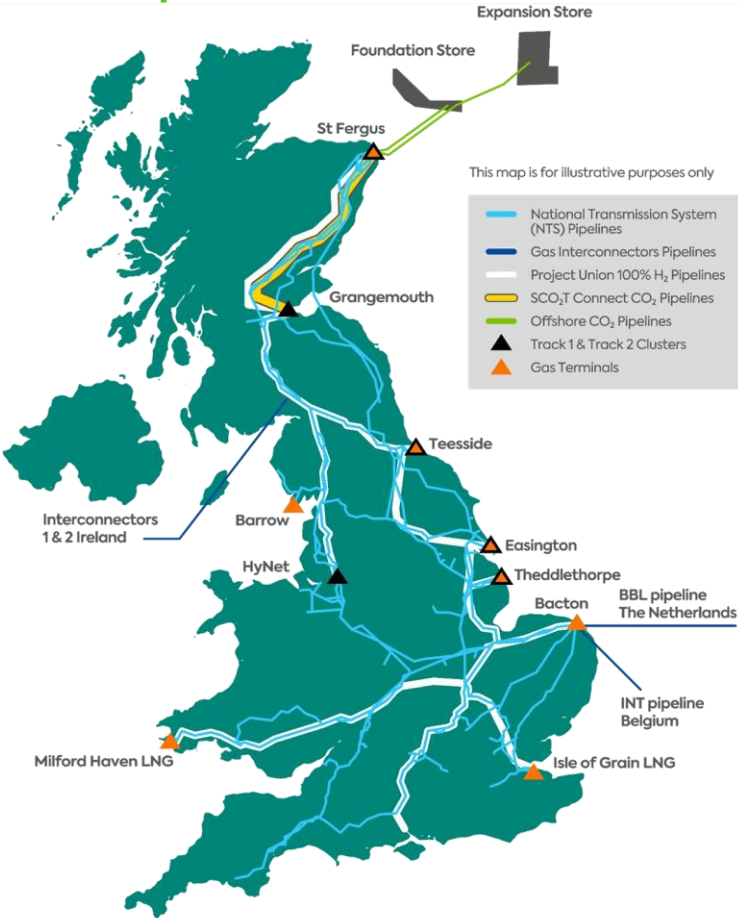 Expansion Store
Foundation Store
St Fergus
This map is for illustrative purposes only
National Transmission System
(NTS) Pipelines
Gas Interconnectors Pipelines
Project Union 100% H₂ Pipelines
SCO₂T Connect CO₂ Pipelines
Offshore CO₂ Pipelines
Track 1 & Track 2 Clusters
Gas Terminals
Grangemouth
Teesside
Interconnectors
1 & 2 Ireland
Barrow
Easington
HyNet
Theddlethorpe
Bacton
BBL pipeline
The Netherlands
INT pipeline
Belgium
Milford Haven LNG
Isle of Grain LNG